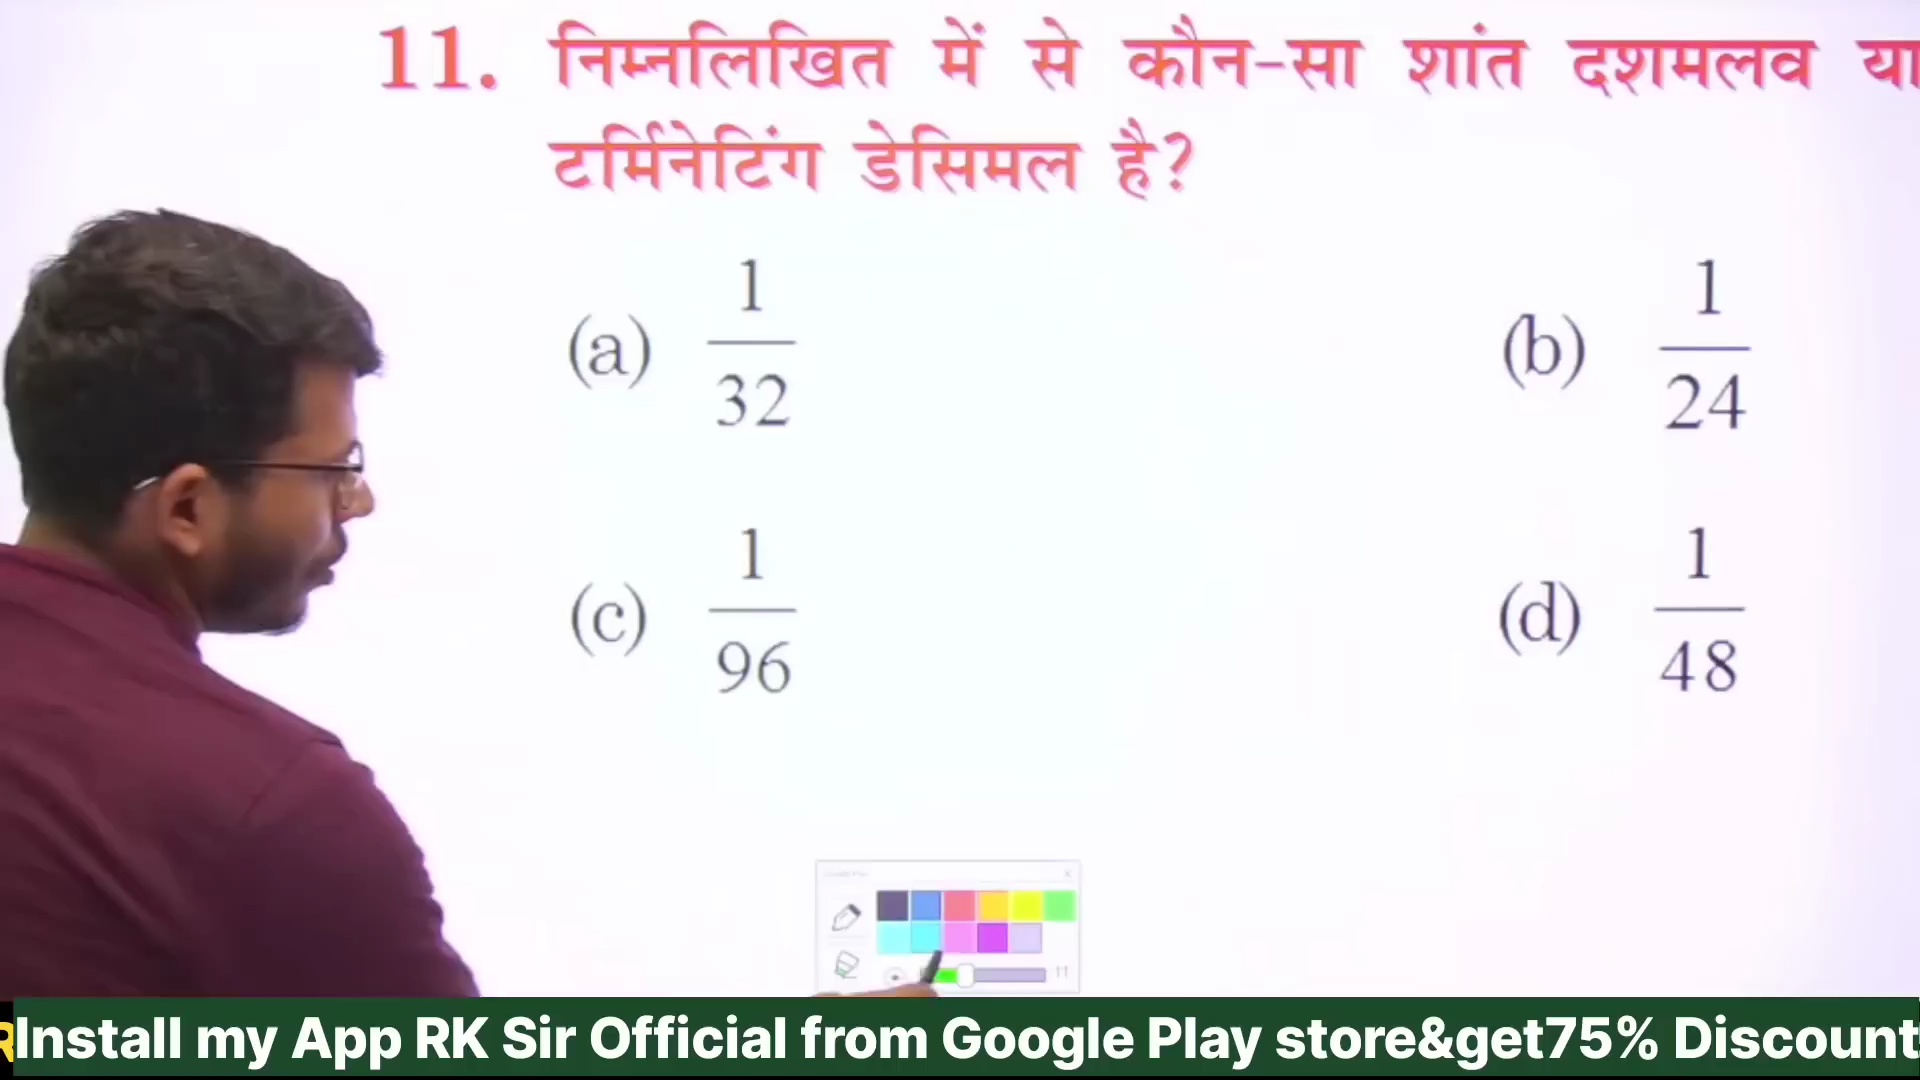 11. निम्नलिखित में से कौन-सा शांत दशमलव या
टर्मिनेटिंग डेसिमल है?
(a) 1/32
(b) 1/24
(c) 1/96
(d) 1/48
11
Install my App RK Sir Official from Google Play store&get75% Discount